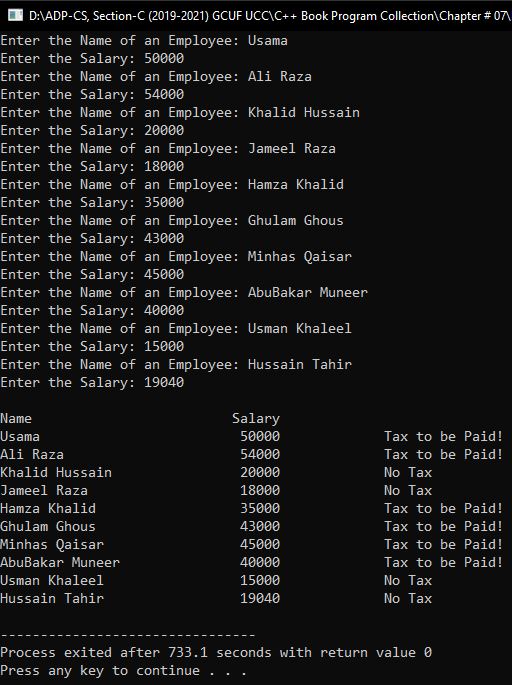 D:\ADP-CS, Section-C (2019-2021) GCUF UCC\C++ Book Program Collection\Chapter # 07\
Enter the Name of an Employee: Usama
Enter the Salary: 50000
Enter the Name of an Employee: Ali Raza
Enter the Salary: 54000
Enter the Name of an Employee: Khalid Hussain
Enter the Salary: 20000
Enter the Name of an Employee: Jameel Raza
Enter the Salary: 18000
Enter the Name of an Employee: Hamza Khalid
Enter the Salary: 35000
Enter the Name of an Employee: Ghulam Ghous
Enter the Salary: 43000
Enter the Name of an Employee: Minhas Qaisar
Enter the Salary: 45000
Enter the Name of an Employee: AbuBakar Muneer
Enter the Salary: 40000
Enter the Name of an Employee: Usman Khaleel
Enter the Salary: 15000
Enter the Name of an Employee: Hussain Tahir
Enter the Salary: 19040
Name Salary
Usama 50000 Tax to be Paid!
Ali Raza 54000 Tax to be Paid!
Khalid Hussain 20000 No Tax
Jameel Raza 18000 No Tax
Hamza Khalid 35000 Tax to be Paid!
Ghulam Ghous 43000 Tax to be Paid!
Minhas Qaisar 45000 Tax to be Paid!
AbuBakar Muneer 40000 Tax to be Paid!
Usman Khaleel 15000 No Tax
Hussain Tahir 19040 No Tax
--------------------------------
Process exited after 733.1 seconds with return value 0
Press any key to continue . . .